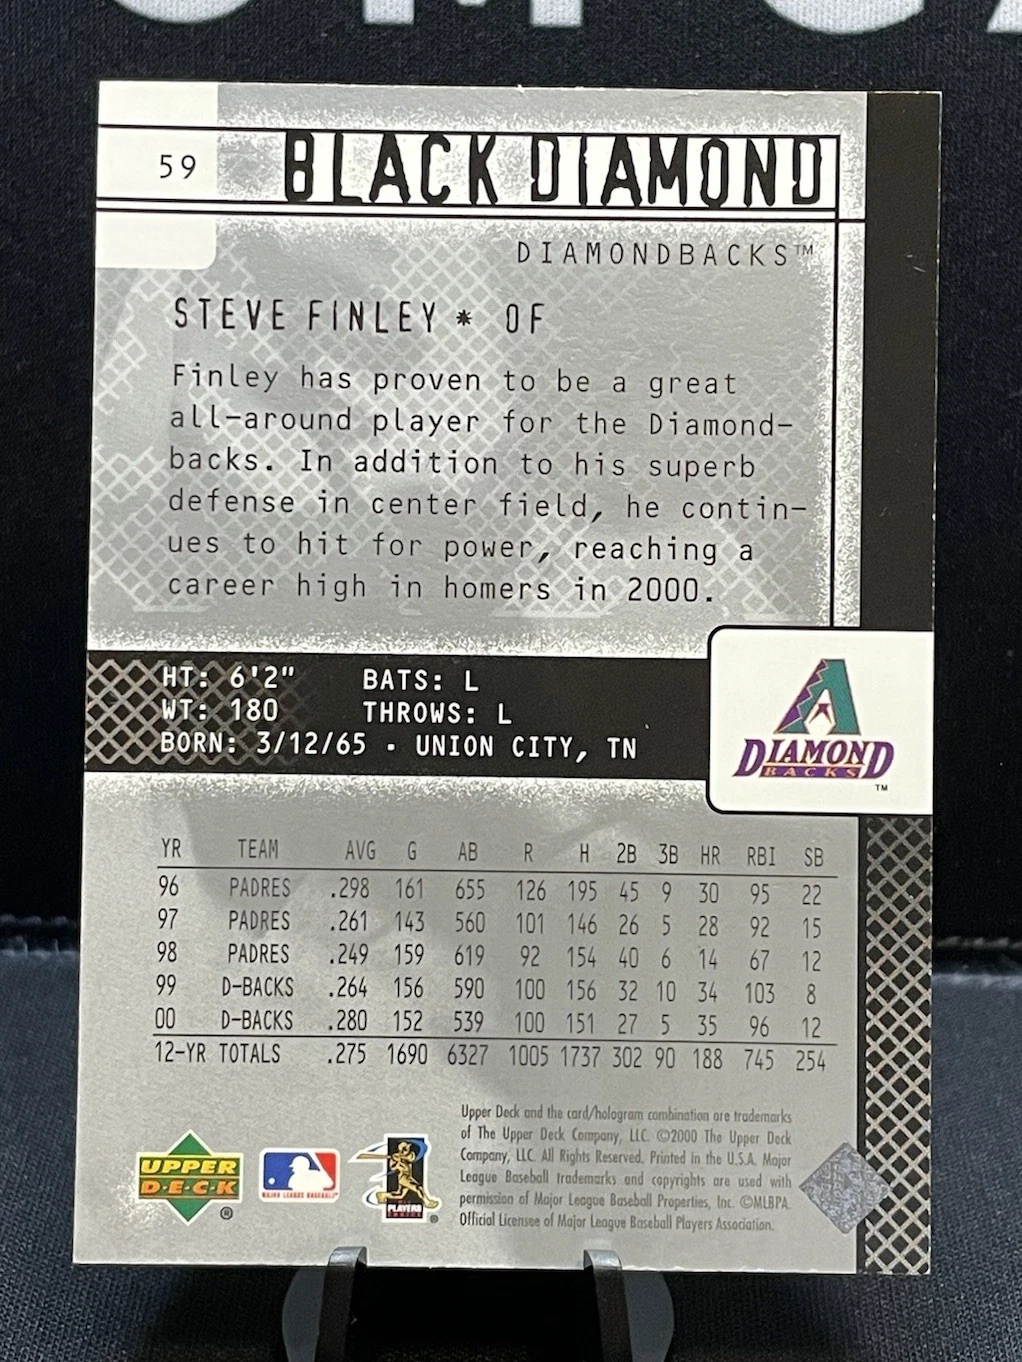 59
BLACK DIAMOND
DIAMONDBACKS™
STEVE FINLEY * OF
Finley has proven to be a great
all-around player for the Diamond-
backs. In addition to his superb
defense in center field, he contin-
ues to hit for power, reaching a
career high in homers in 2000.
HT: 6'2" BATS: L
WT: 180 THROWS: L
BORN: 3/12/65 · UNION CITY, TN
A
DIAMOND
BACKS
™
YR TEAM AVG G AB R H 2B 3B HR RBI SB
96 PADRES .298 161 655 126 195 45 9 30 95 22
97 PADRES .261 143 560 101 146 26 5 28 92 15
98 PADRES .249 159 619 92 154 40 6 14 67 12
99 D-BACKS .264 156 590 100 156 32 10 34 103 8
00 D-BACKS .280 152 539 100 151 27 5 35 96 12
12-YR TOTALS .275 1690 6327 1005 1737 302 90 188 745 254
Upper Deck and the card/hologram combination are trademarks
of The Upper Deck Company, LLC. ©2000 The Upper Deck
Company, LLC. All Rights Reserved. Printed in the U.S.A. Major
League Baseball trademarks and copyrights are used with
permission of Major League Baseball Properties, Inc. ©MLBPA
Official Licensee of Major League Baseball Players Association.
UPPER
D·E·C·K
®
MAJOR LEAGUE BASEBALL
PLAYERS
CHOICE
®